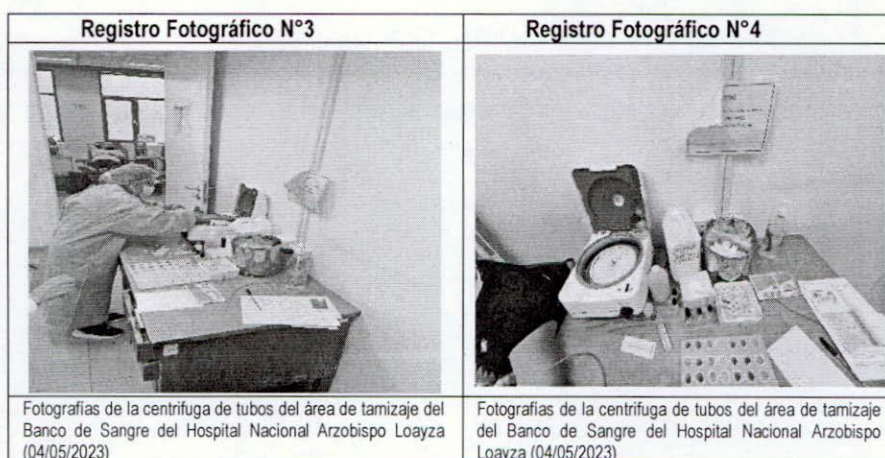 Registro Fotográfico N°3
Registro Fotográfico N°4
Fotografías de la centrifuga de tubos del área de tamizaje del
Banco de Sangre del Hospital Nacional Arzobispo Loayza
(04/05/2023)
Fotografías de la centrifuga de tubos del área de tamizaje
del Banco de Sangre del Hospital Nacional Arzobispo
Loayza (04/05/2023)